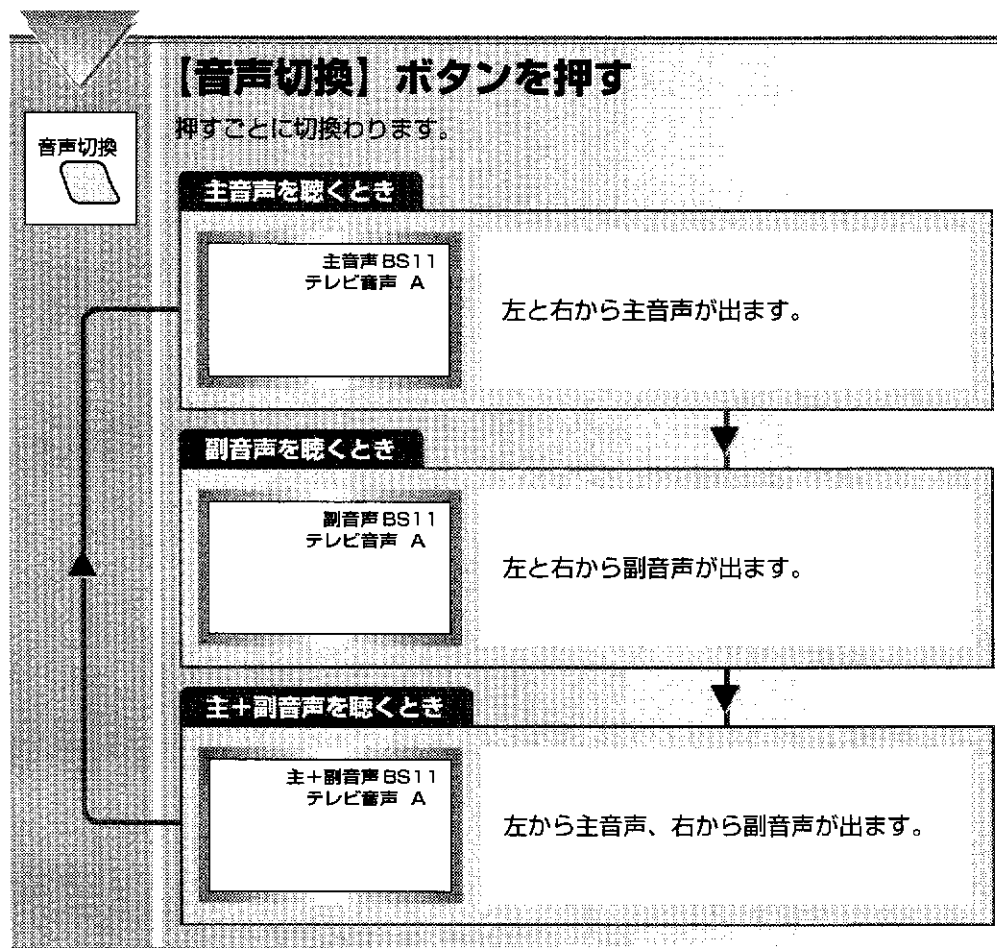 【音声切換】ボタンを押す
押すごとに切換わります。
音声切換
主音声を聴くとき
主音声 BS11
テレビ音声 A
左と右から主音声が出ます。
副音声を聴くとき
副音声 BS11
テレビ音声 A
左と右から副音声が出ます。
主+副音声を聴くとき
主+副音声 BS11
テレビ音声 A
左から主音声、右から副音声が出ます。